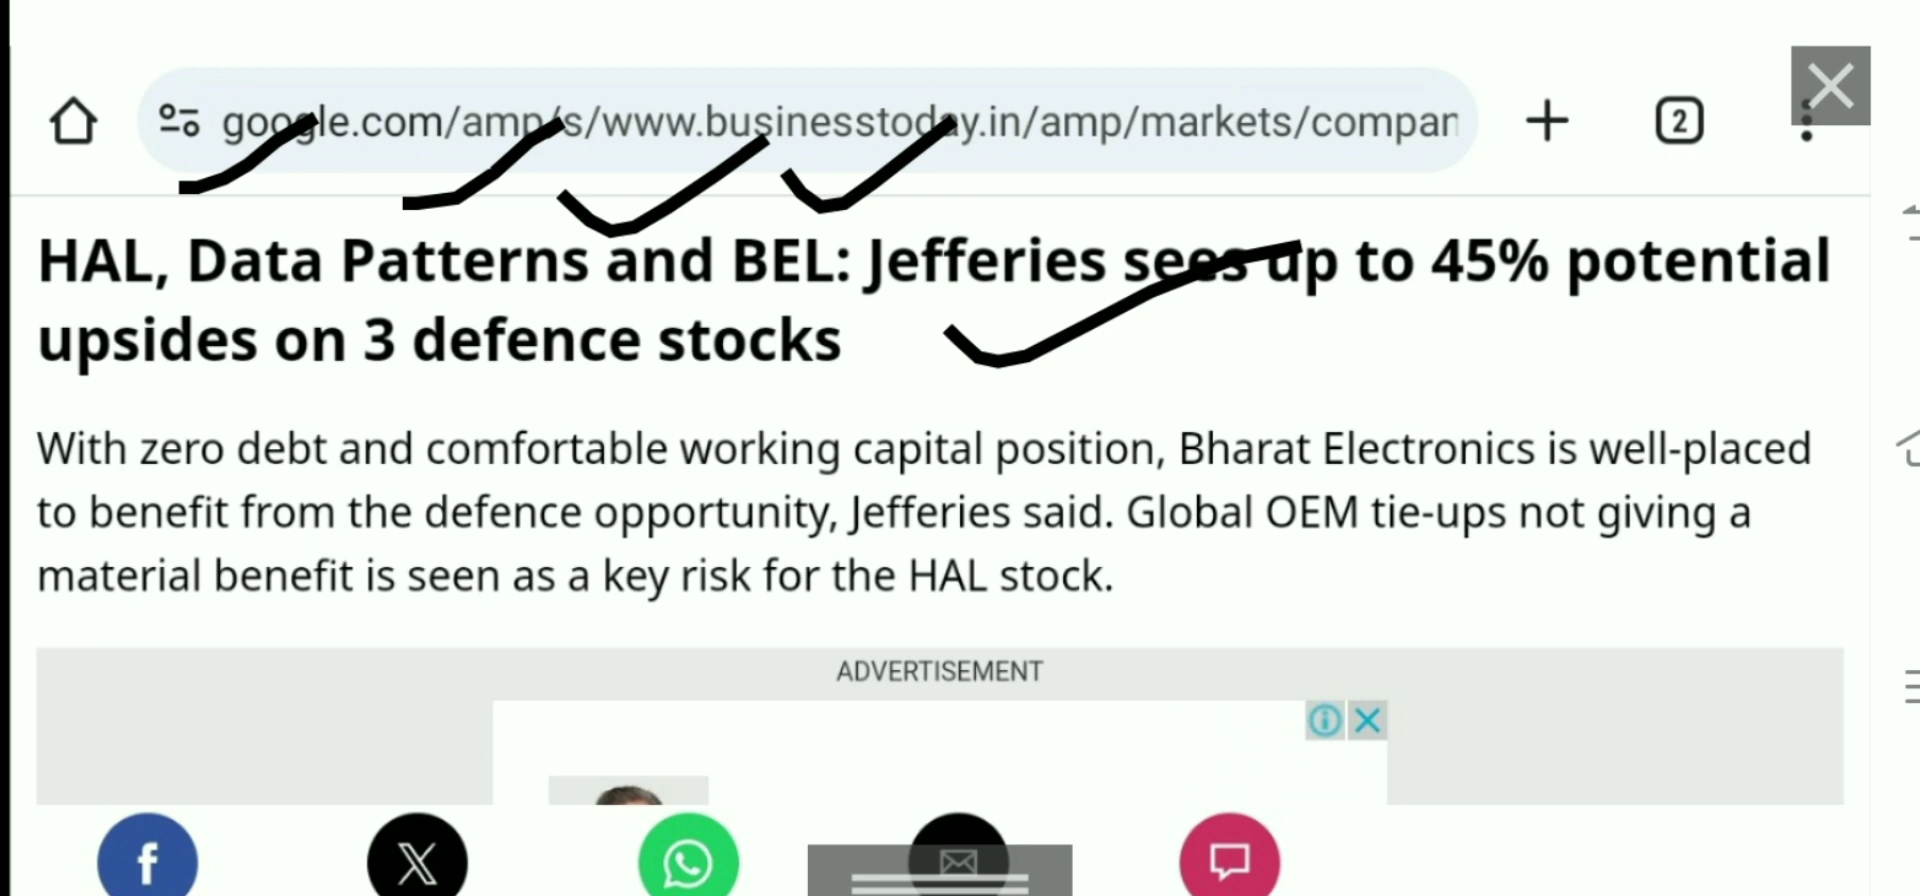 google.com/amp/s/www.businesstoday.in/amp/markets/compan
2
HAL, Data Patterns and BEL: Jefferies sees up to 45% potential
upsides on 3 defence stocks
With zero debt and comfortable working capital position, Bharat Electronics is well-placed
to benefit from the defence opportunity, Jefferies said. Global OEM tie-ups not giving a
material benefit is seen as a key risk for the HAL stock.
ADVERTISEMENT